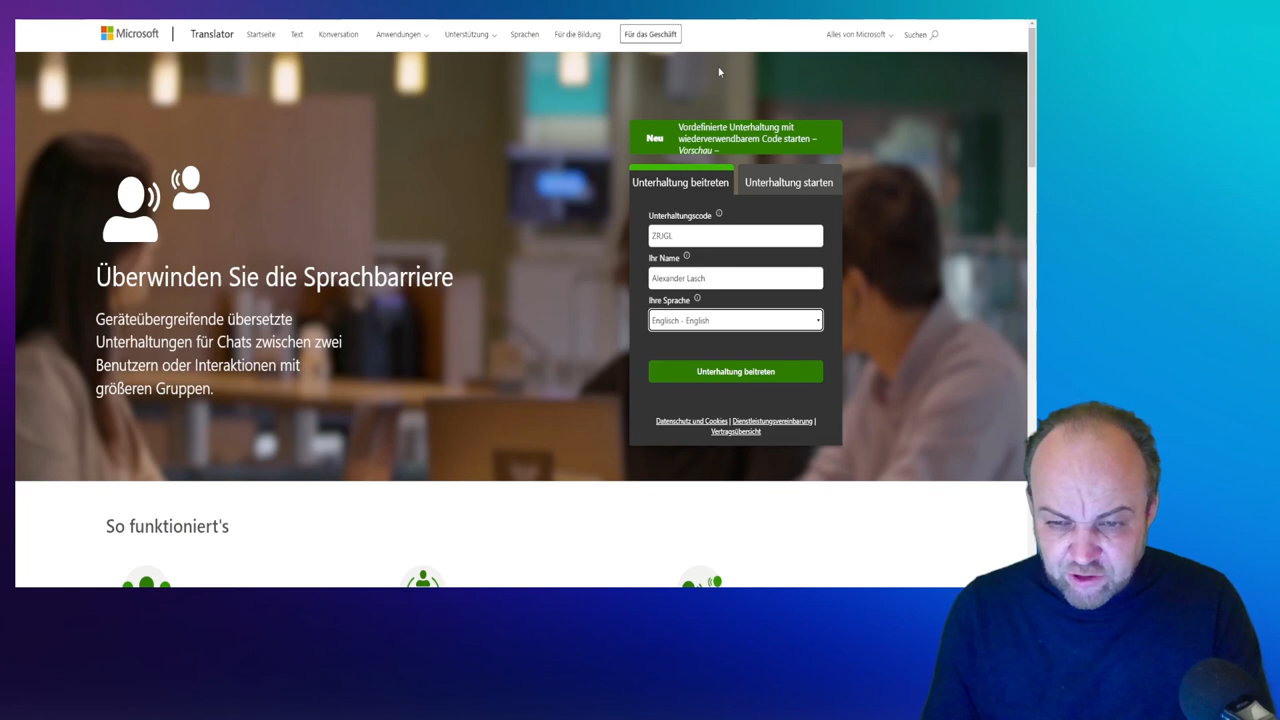 Microsoft | Translator Startseite Text Konversation Anwendungen Unterstützung Sprachen Für die Bildung Für das Geschäft Alles von Microsoft Suchen
Neu
Vordefinierte Unterhaltung mit
wiederverwendbarem Code starten –
Vorschau –
Unterhaltung beitreten Unterhaltung starten
Unterhaltungscode
ZRJGL
Ihr Name
Alexander Lasch
Ihre Sprache
Englisch - English
Unterhaltung beitreten
Datenschutz und Cookies | Dienstleistungsvereinbarung |
Vertragsübersicht
Überwinden Sie die Sprachbarriere
Geräteübergreifende übersetzte
Unterhaltungen für Chats zwischen zwei
Benutzern oder Interaktionen mit
größeren Gruppen.
So funktioniert's